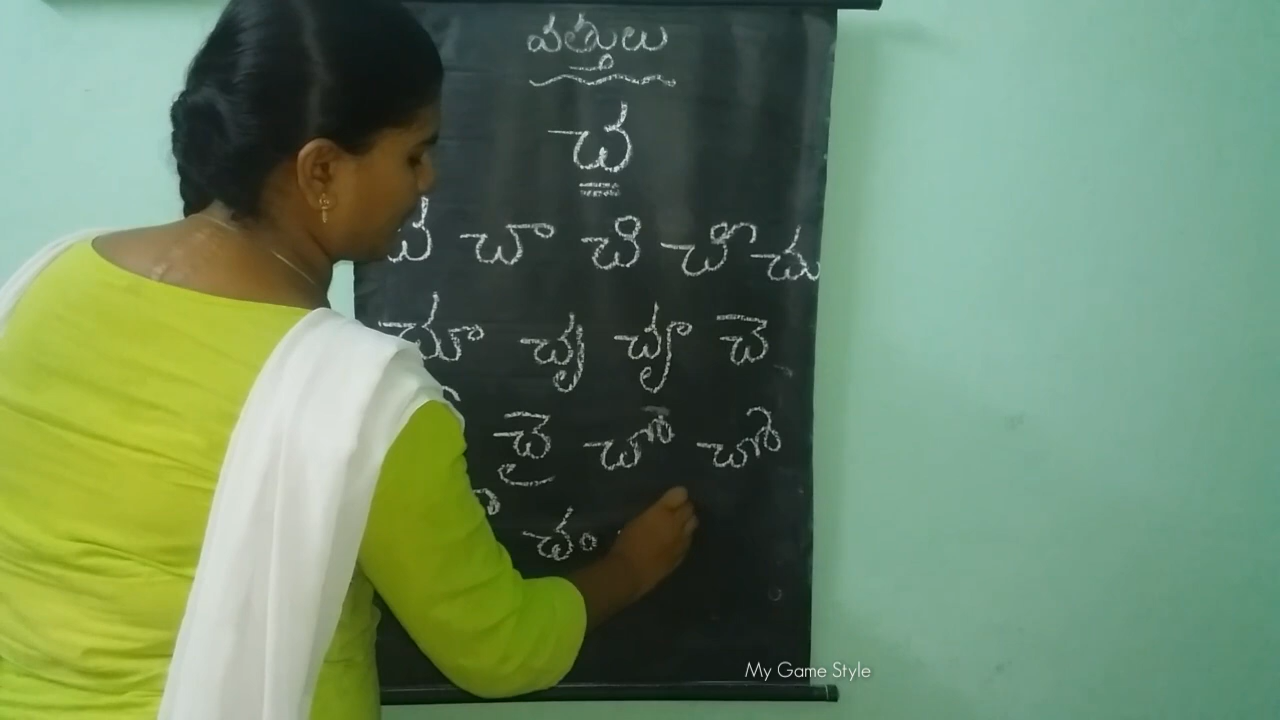 వత్తులు
చ
చ చా చి చీ చు
చూ చృ చౄ చె
చై చొ చో
చం
My Game Style